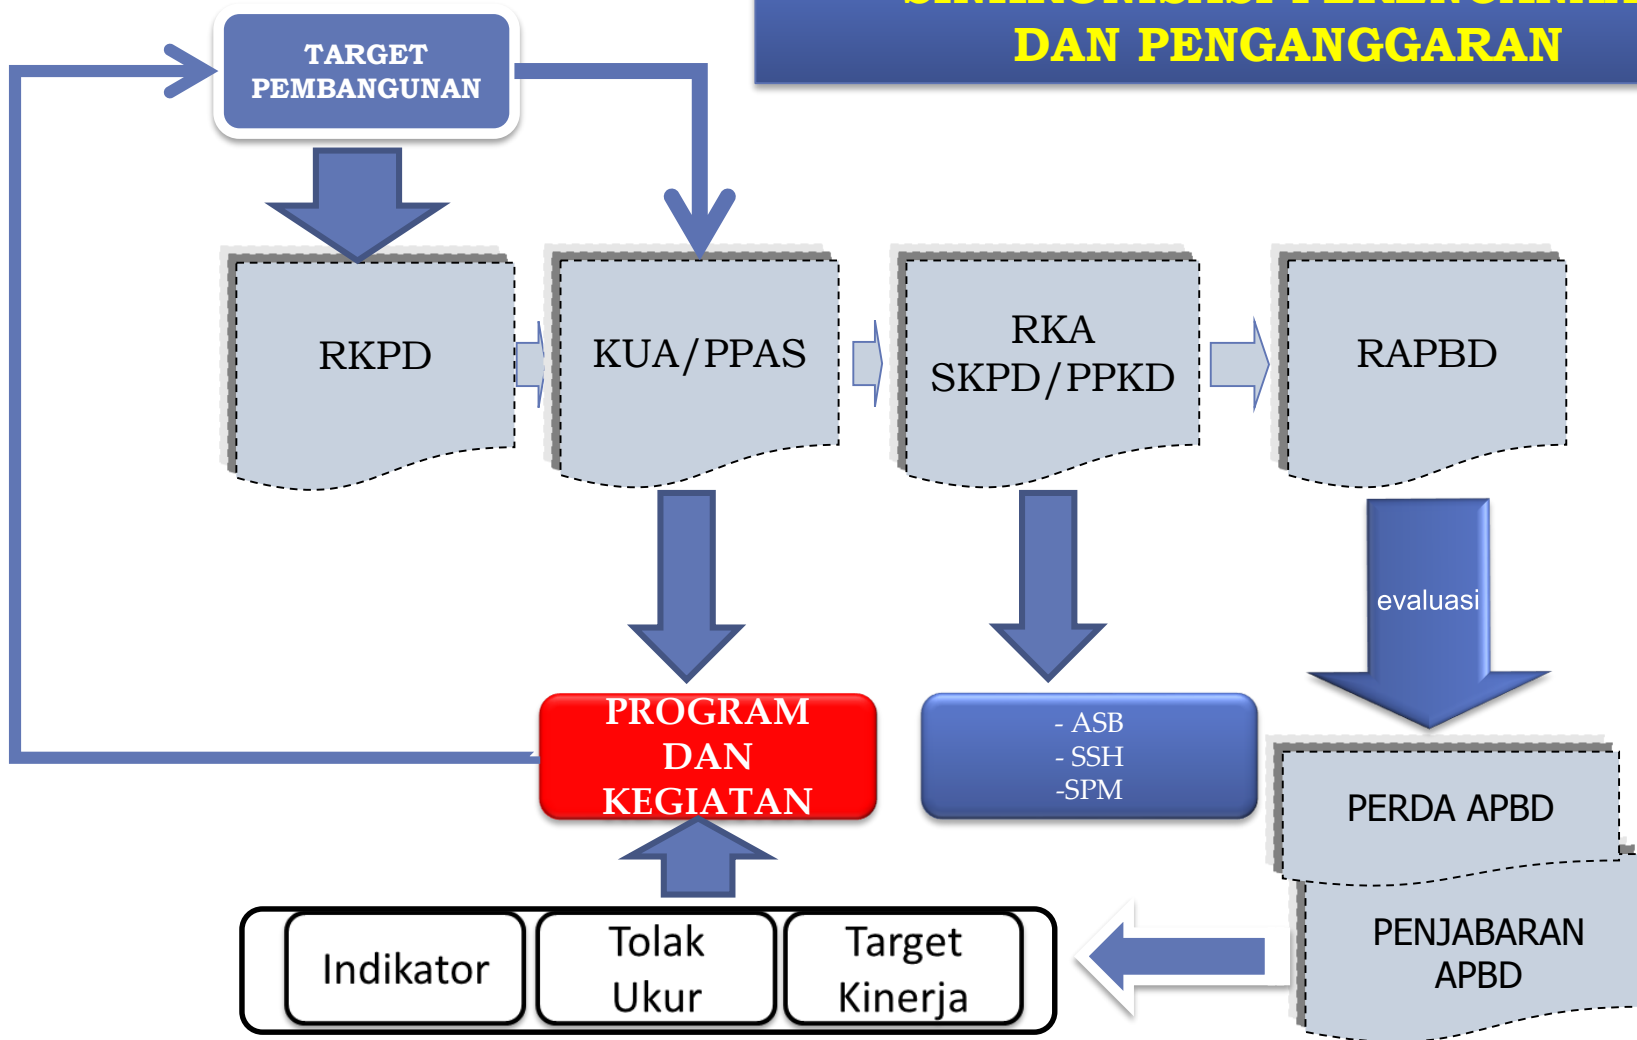 DAN PENGANGGARAN
TARGET
PEMBANGUNAN
RKPD
KUA/PPAS
RKA
SKPD/PPKD
RAPBD
evaluasi
PROGRAM
DAN
KEGIATAN
- ASB
- SSH
-SPM
PERDA APBD
PENJABARAN
APBD
Indikator
Tolak
Ukur
Target
Kinerja